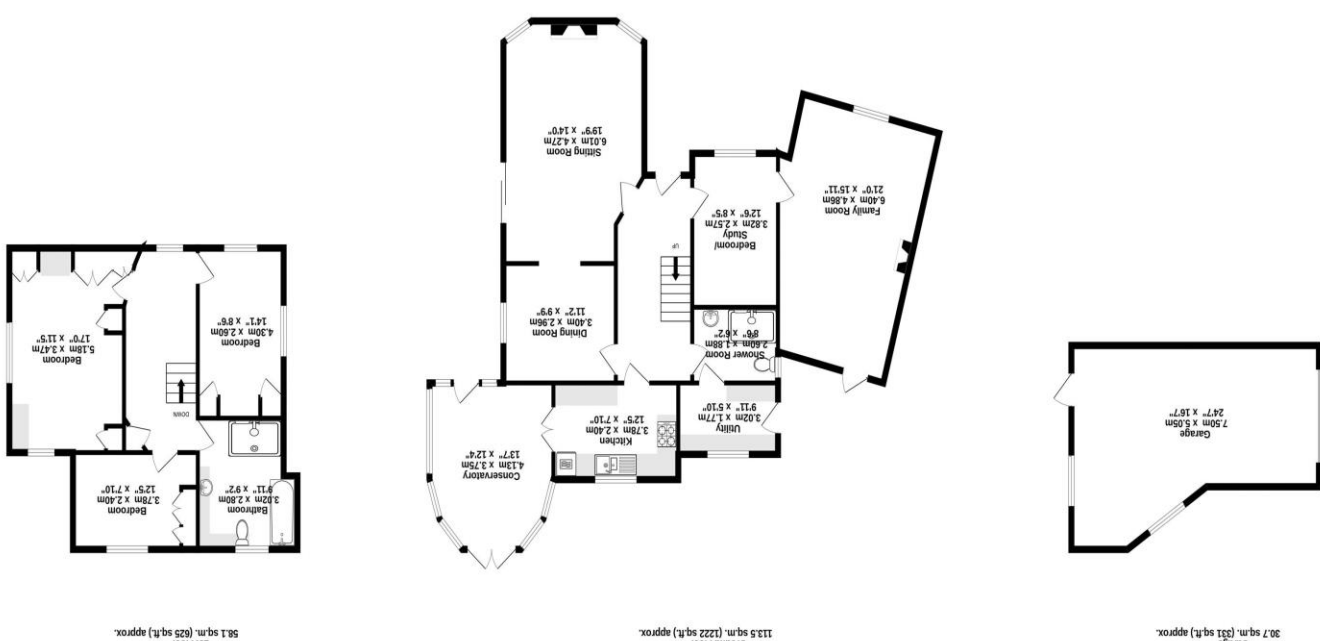 30.7 sq.m. (331 sq.ft.) approx.
Garage
7.50m x 5.05m
24'7" x 16'7"
113.5 sq.m. (1222 sq.ft.) approx.
Conservatory
4.13m x 3.75m
13'7" x 12'4"
Kitchen
3.78m x 2.40m
12'5" x 7'10"
Utility
3.02m x 1.77m
9'11" x 5'10"
Shower Room
2.60m x 1.88m
8'6" x 6'2"
Dining Room
3.40m x 2.96m
11'2" x 9'9"
UP
Bedroom/
Study
3.82m x 2.57m
12'6" x 8'5"
Family Room
6.40m x 4.86m
21'0" x 15'11"
Sitting Room
6.01m x 4.27m
19'9" x 14'0"
58.1 sq.m. (625 sq.ft.) approx.
Bathroom
3.02m x 2.80m
9'11" x 9'2"
Bedroom
3.78m x 2.40m
12'5" x 7'10"
DOWN
Bedroom
4.30m x 2.60m
14'1" x 8'6"
Bedroom
5.18m x 3.47m
17'0" x 11'5"